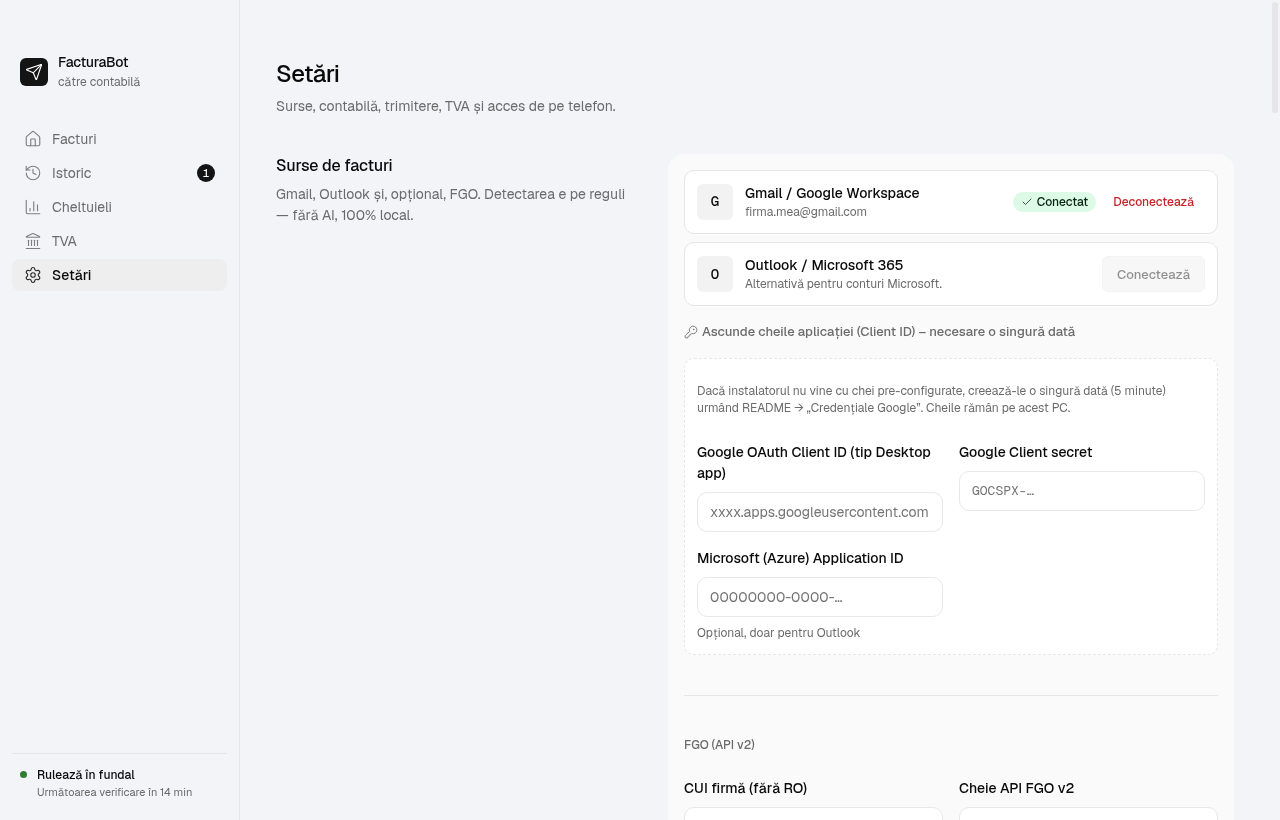 FacturaBot
către contabilă
Facturi
Istoric
1
Cheltuieli
TVA
Setări
Rulează în fundal
Următoarea verificare în 14 min
Setări
Surse, contabilă, trimitere, TVA și acces de pe telefon.
Surse de facturi
Gmail, Outlook și, opțional, FGO. Detectarea e pe reguli
— fără AI, 100% local.
G
Gmail / Google Workspace
firma.mea@gmail.com
Conectat
Deconectează
O
Outlook / Microsoft 365
Alternativă pentru conturi Microsoft.
Conectează
Ascunde cheile aplicației (Client ID) – necesare o singură dată
Dacă instalatorul nu vine cu chei pre-configurate, creează-le o singură dată (5 minute)
urmând README → „Credențiale Google”. Cheile rămân pe acest PC.
Google OAuth Client ID (tip Desktop
app)
xxxx.apps.googleusercontent.com
Google Client secret
GOCSPX-…
Microsoft (Azure) Application ID
00000000-0000-…
Opțional, doar pentru Outlook
FGO (API v2)
CUI firmă (fără RO)
Cheie API FGO v2